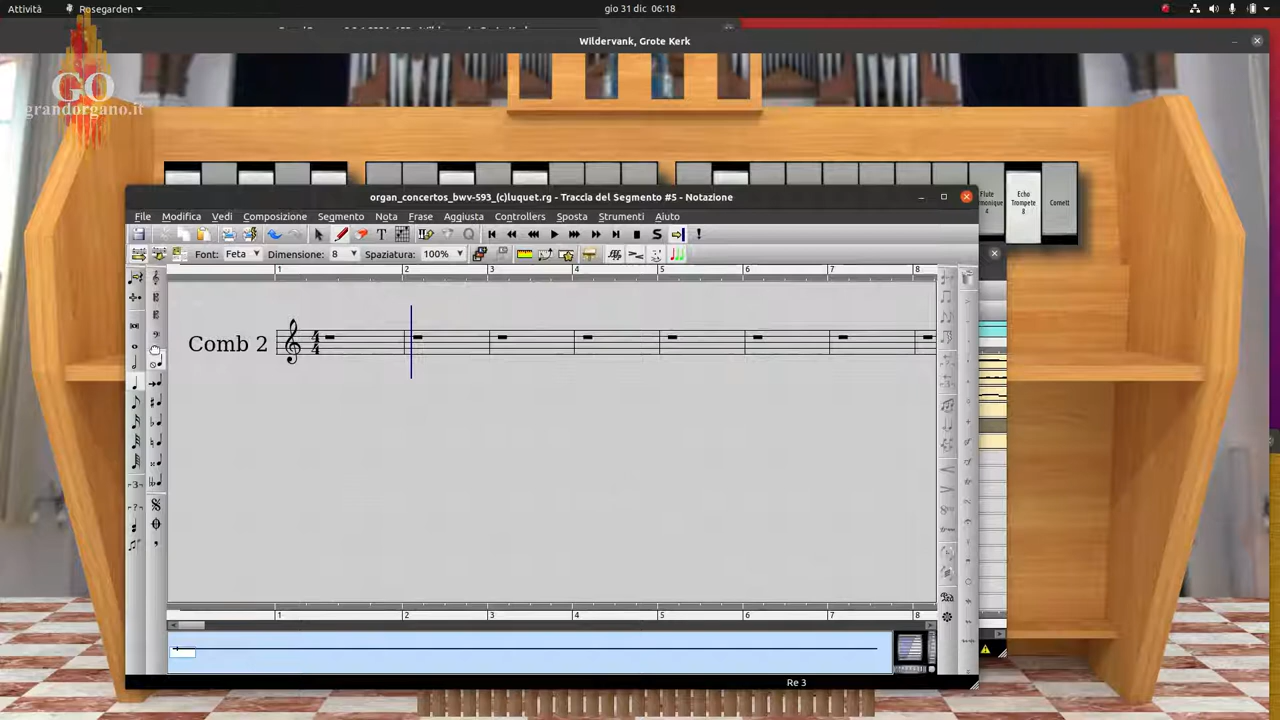 Attività
Rosegarden
gio 31 dic 06:18
Wildervank, Grote Kerk
GO
grandorgano.it
Flute
4
Echo
Trompete
8
Cornett
organ_concertos_bwv-593_(c)luquet.rg - Traccia del Segmento #5 - Notazione
File Modifica Vedi Composizione Segmento Nota Frase Aggiusta Controllers Sposta Strumenti Aiuto
Font: Feta Dimensione: 8 Spaziatura: 100%
1 2 3 4 5 6 7 8
Comb 2
1 2 3 4 5 6 7 8
Re 3